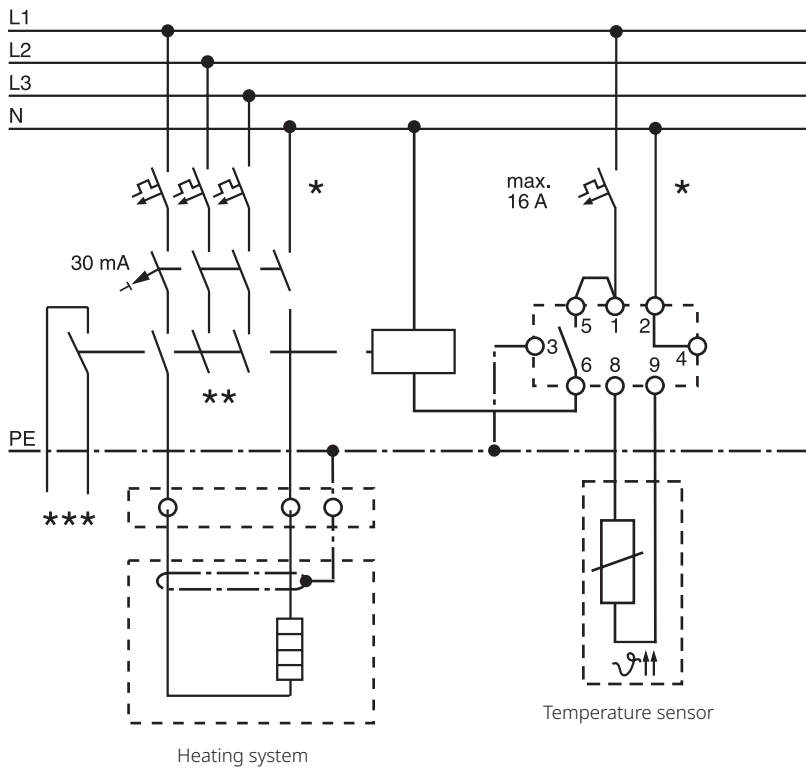 L1
L2
L3
N
*
max.
16 A
*
30 mA
5 1 2
3 4
6 8 9
**
PE
***
ϑ
Temperature sensor
Heating system